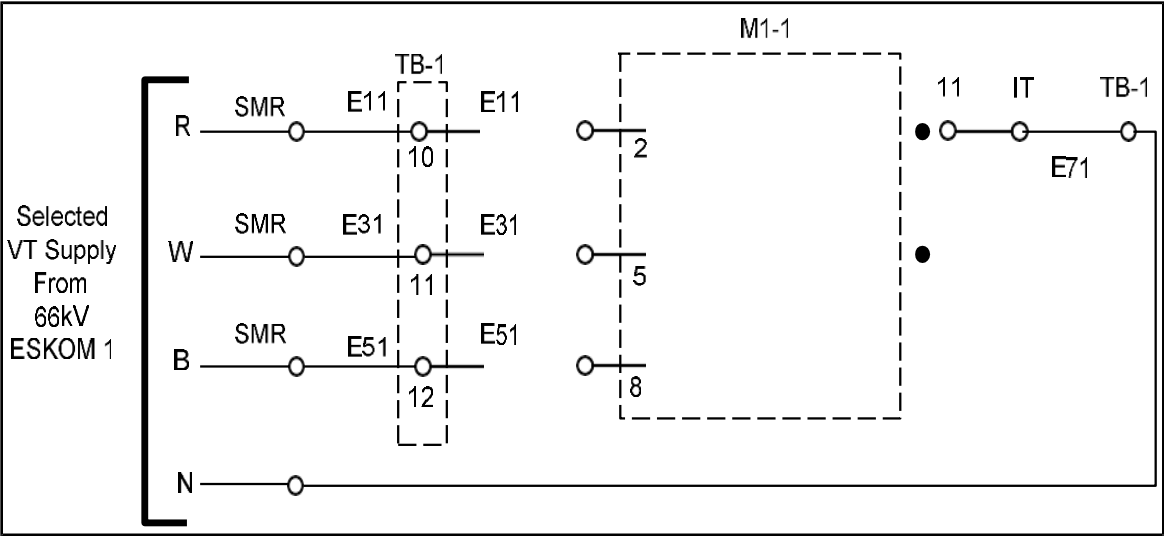 M1-1
TB-1
SMR E11 E11 11 IT TB-1
R
10 2
E71
Selected
VT Supply
From
66kV
ESKOM 1
SMR E31 E31
W
11 5
SMR E51 E51
B
12 8
N